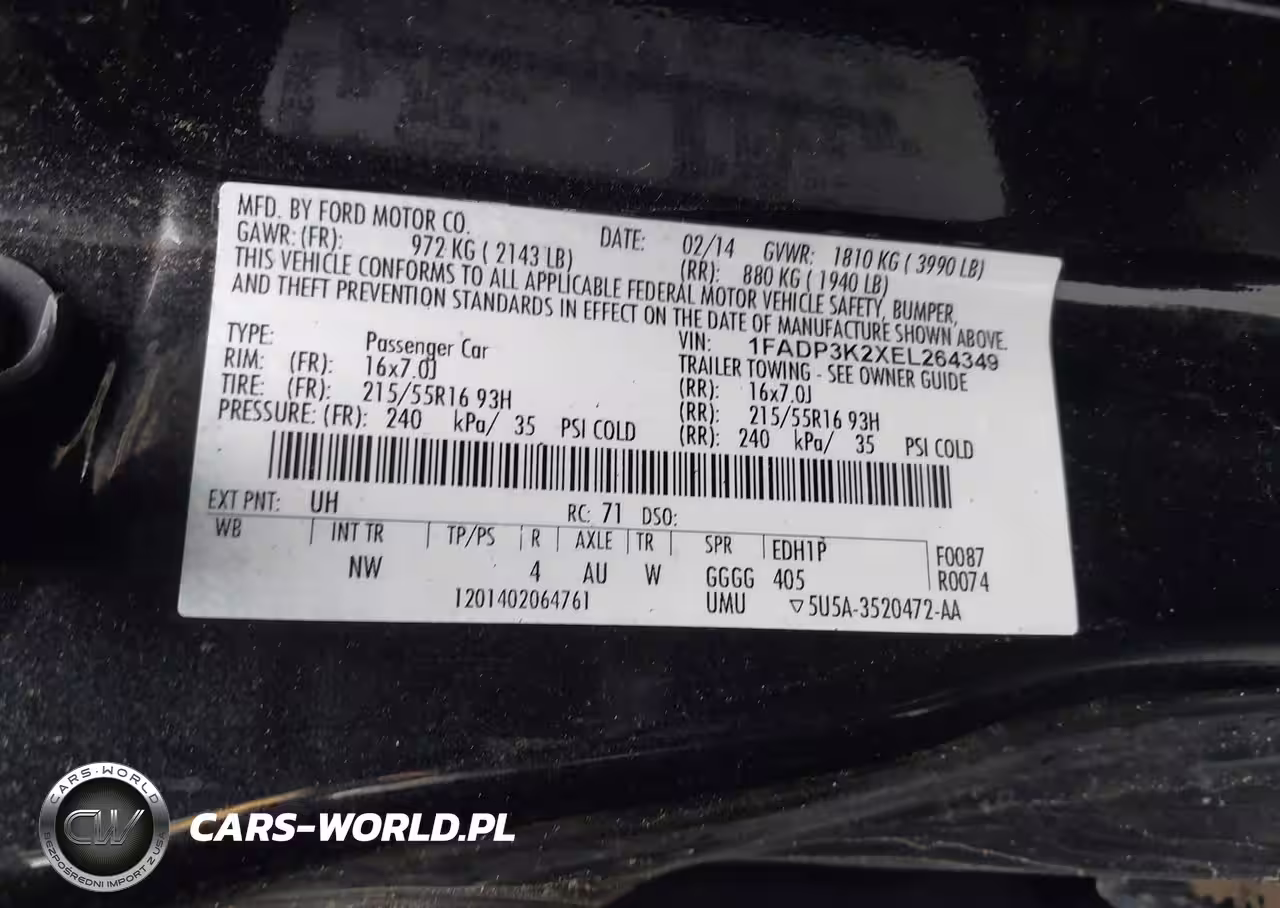 MFD. BY FORD MOTOR CO. DATE: 02/14 GVWR: 1810 KG ( 3990 LB)
GAWR: (FR): 972 KG ( 2143 LB) (RR): 880 KG ( 1940 LB)
THIS VEHICLE CONFORMS TO ALL APPLICABLE FEDERAL MOTOR VEHICLE SAFETY, BUMPER,
AND THEFT PREVENTION STANDARDS IN EFFECT ON THE DATE OF MANUFACTURE SHOWN ABOVE.
VIN: 1FADP3K2XEL264349
TYPE: Passenger Car TRAILER TOWING - SEE OWNER GUIDE
RIM: (FR): 16x7.0J (RR): 16x7.0J
TIRE: (FR): 215/55R16 93H (RR): 215/55R16 93H
PRESSURE: (FR): 240 kPa/ 35 PSI COLD (RR): 240 kPa/ 35 PSI COLD
EXT PNT: UH RC: 71 DSO:
WB INT TR TP/PS R AXLE TR SPR EDH1P F0087
NW 4 AU W GGGG 405 R0074
1201402064761 UMU ▽5U5A-3520472-AA
CARS-WORLD
CW
BEZPOŚREDNI IMPORT Z USA
CARS-WORLD.PL